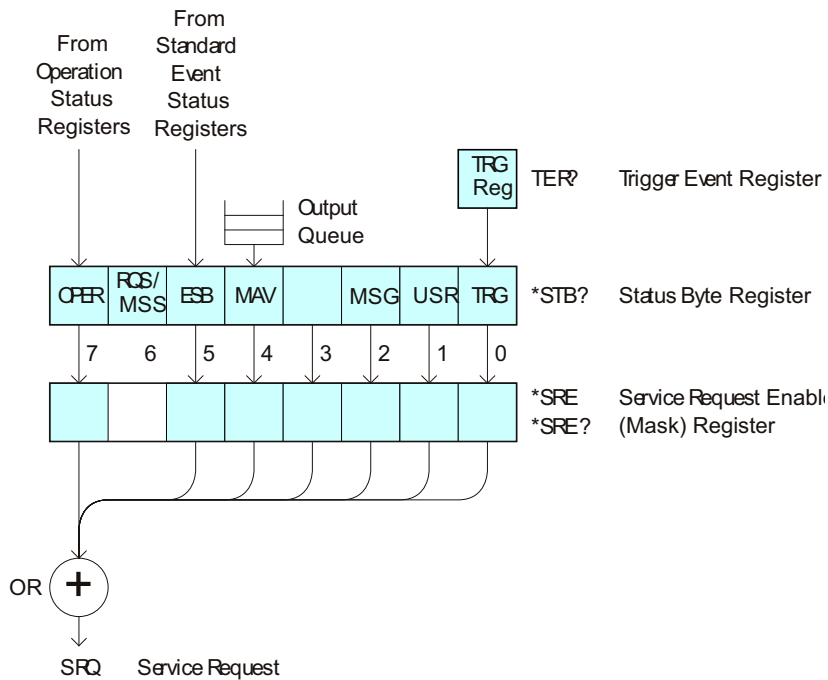 From
Operation
Status
Registers
From
Standard
Event
Status
Registers
TRG
Reg
TER? Trigger Event Register
Output
Queue
OPER RQS/
MSS ESB MAV MSG USR TRG *STB? Status Byte Register
7 6 5 4 3 2 1 0
*SRE Service Request Enable
*SRE? (Mask) Register
OR +
SRQ Service Request